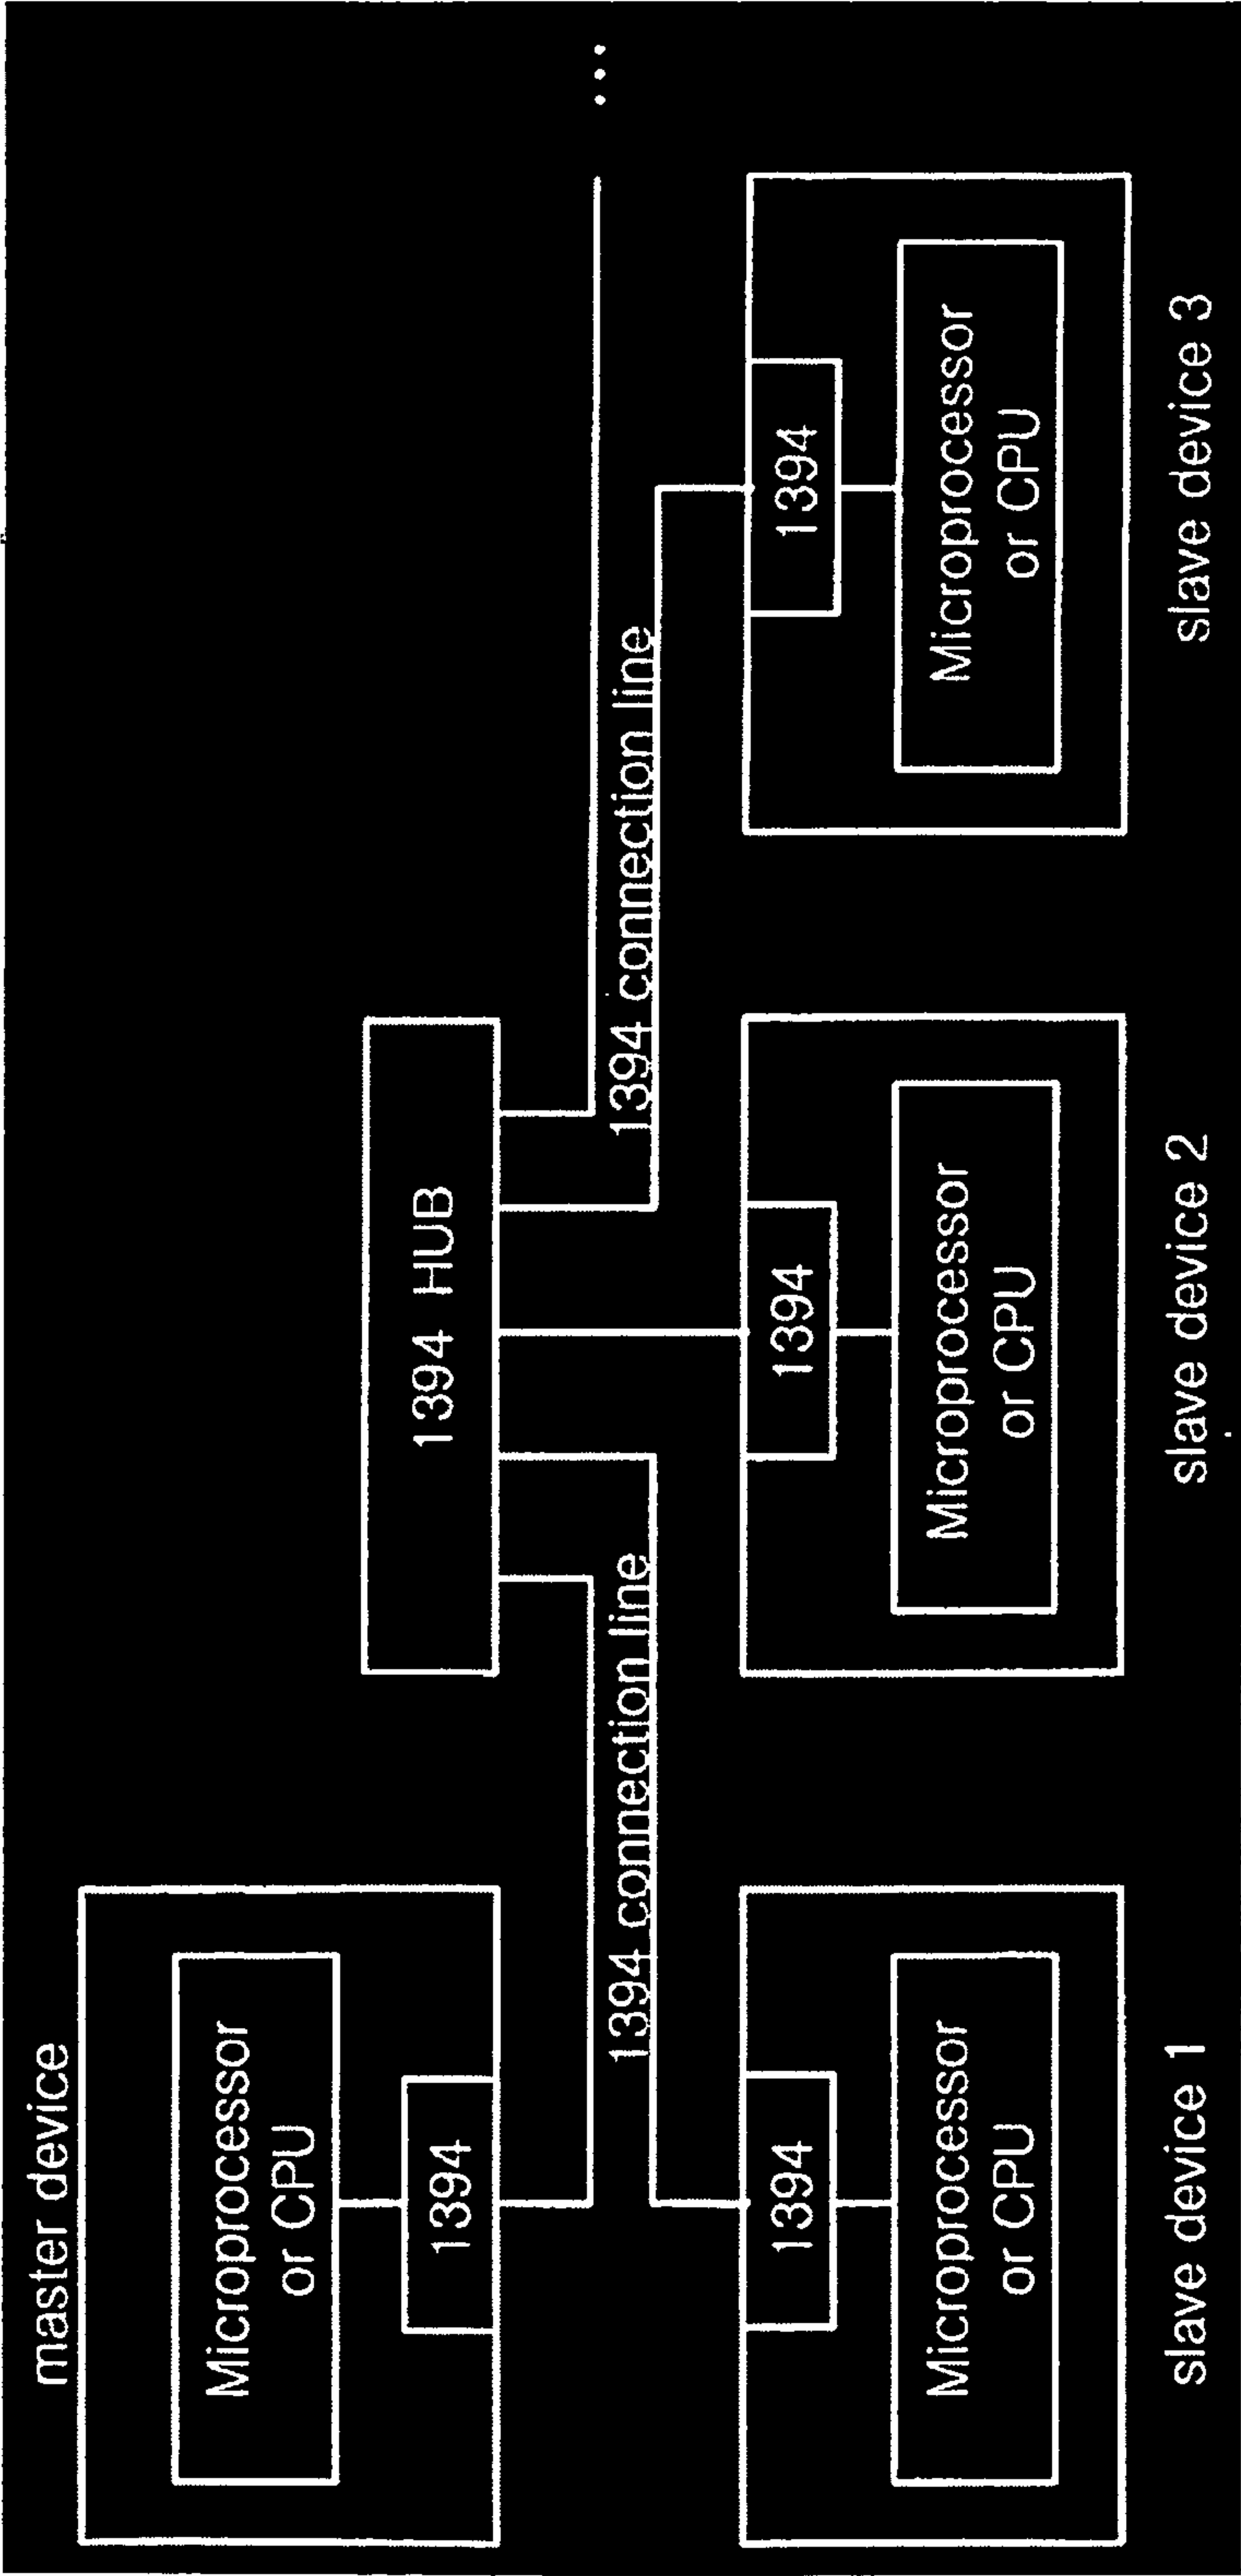 master device
Microprocessor
or CPU
1394
1394 HUB
1394 connection line
1394 connection line
1394
Microprocessor
or CPU
slave device 1
1394
Microprocessor
or CPU
slave device 2
1394
Microprocessor
or CPU
slave device 3
...